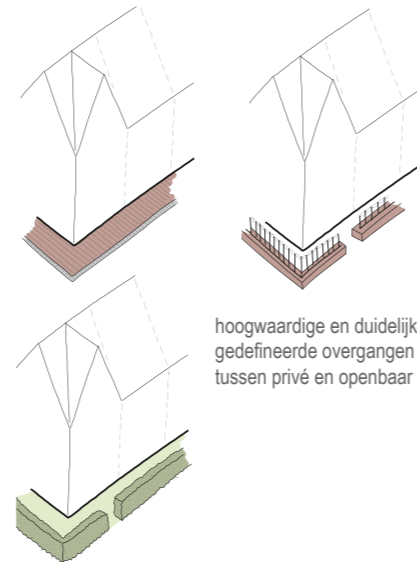 hoogwaardige en duidelijk
gedefineerde overgangen
tussen privé en openbaar